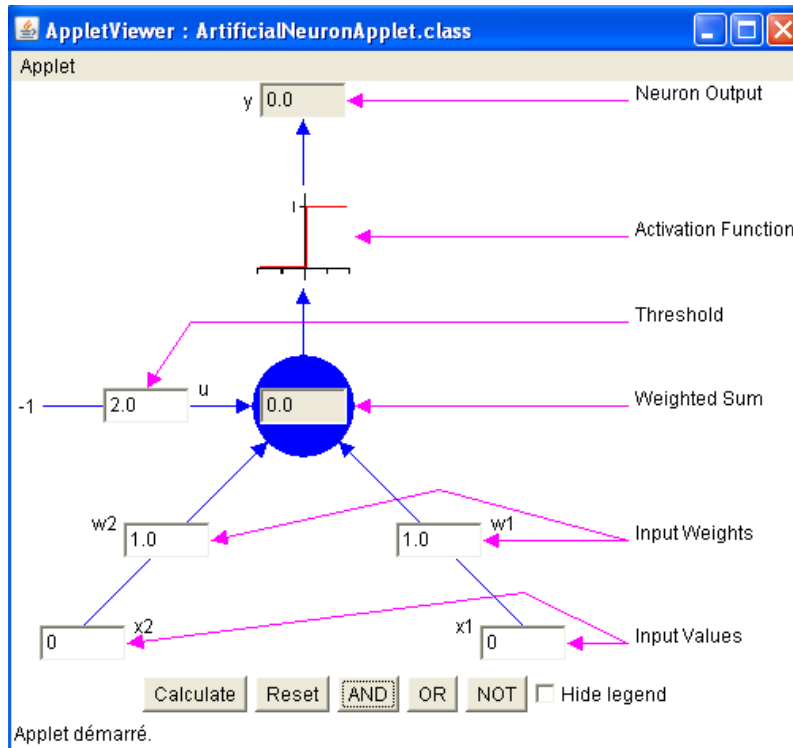 AppletViewer : ArtificialNeuronApplet.class
Applet
y 0.0 Neuron Output
1
Activation Function
Threshold
-1 2.0 u 0.0 Weighted Sum
w2 1.0 1.0 w1 Input Weights
0 x2 x1 0 Input Values
Calculate Reset AND OR NOT Hide legend
Applet démarré.